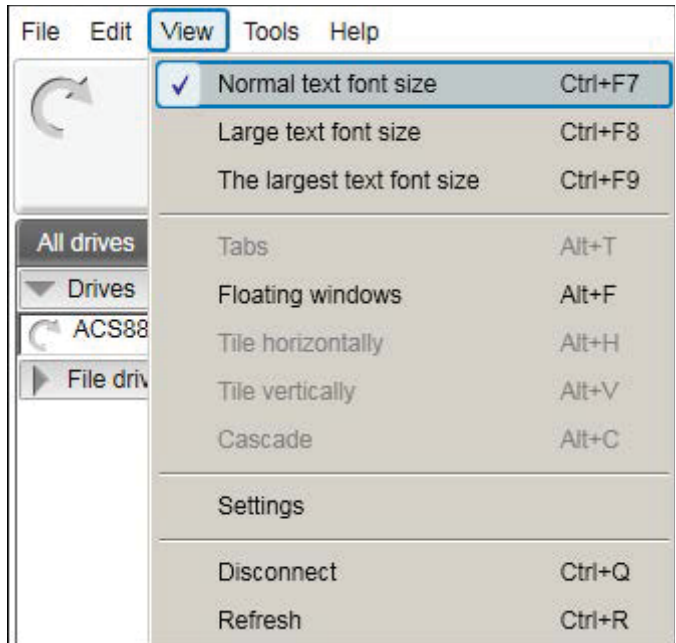 File Edit View Tools Help
Normal text font size Ctrl+F7
Large text font size Ctrl+F8
The largest text font size Ctrl+F9
All drives
Tabs Alt+T
Drives
Floating windows Alt+F
ACS88
Tile horizontally Alt+H
File driv
Tile vertically Alt+V
Cascade Alt+C
Settings
Disconnect Ctrl+Q
Refresh Ctrl+R